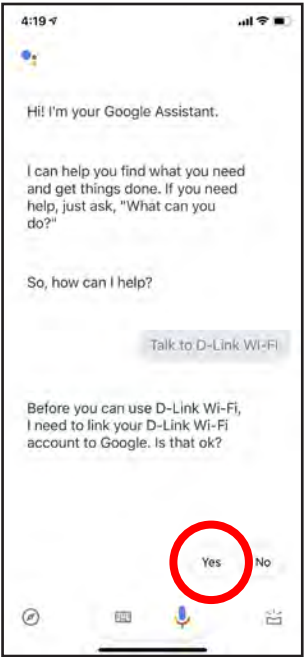 4:19
Hi! I'm your Google Assistant.
I can help you find what you need
and get things done. If you need
help, just ask, "What can you
do?"
So, how can I help?
Talk to D-Link Wi-Fi
Before you can use D-Link Wi-Fi,
I need to link your D-Link Wi-Fi
account to Google. Is that ok?
Yes No